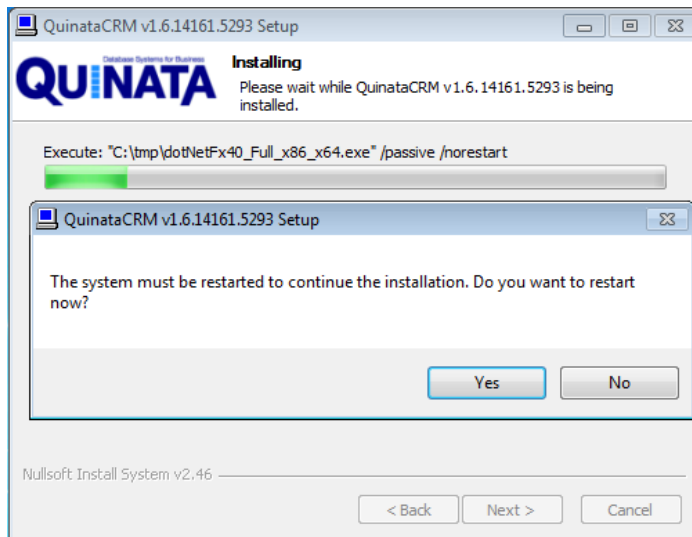 QuinataCRM v1.6.14161.5293 Setup
Database Systems for Business
QUINATA
Installing
Please wait while QuinataCRM v1.6.14161.5293 is being
installed.
Execute: "C:\tmp\dotNetFx40_Full_x86_x64.exe" /passive /norestart
QuinataCRM v1.6.14161.5293 Setup
The system must be restarted to continue the installation. Do you want to restart
now?
Yes
No
Nullsoft Install System v2.46
< Back
Next >
Cancel